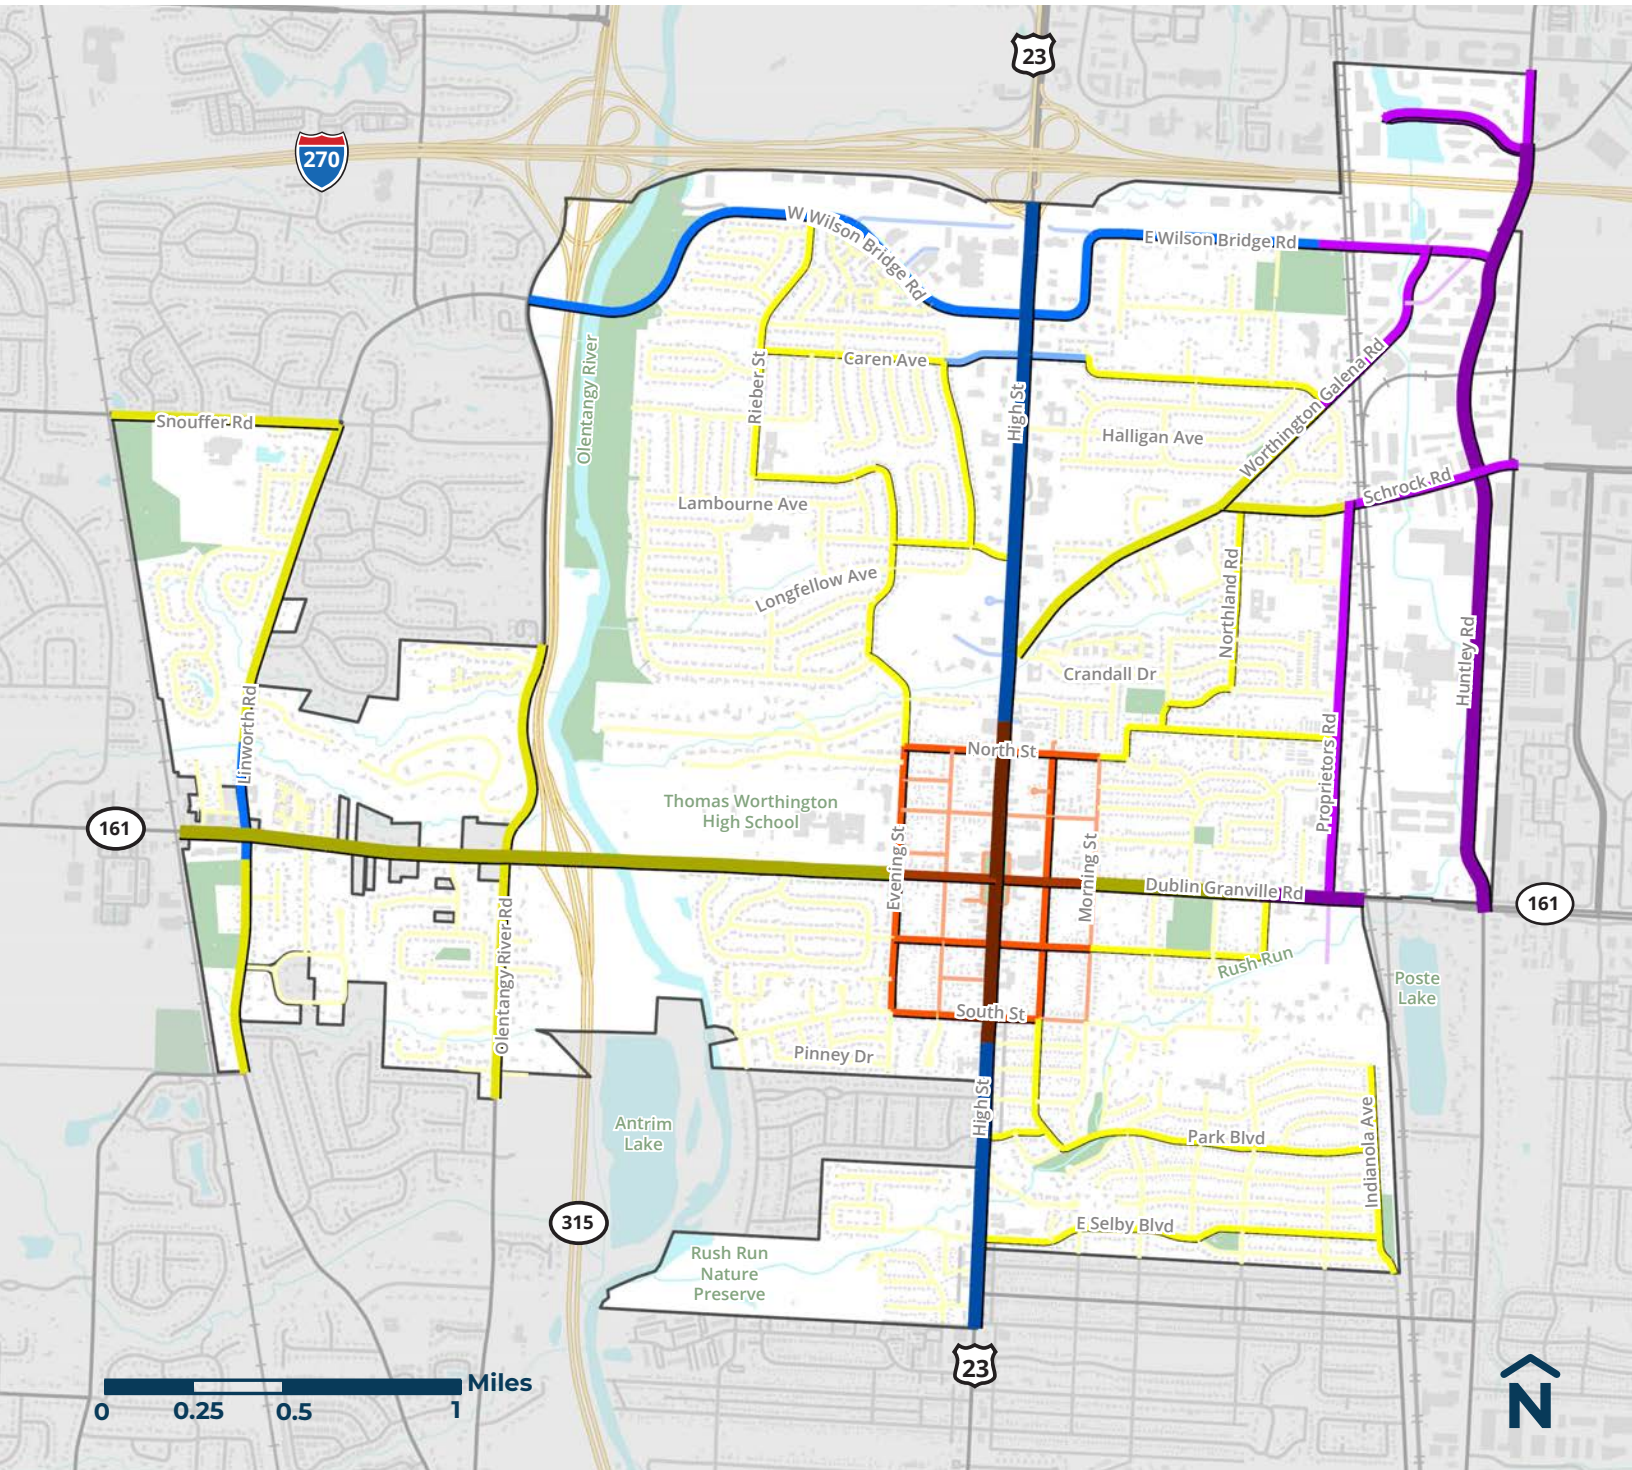 23
270
W Wilson Bridge Rd
E Wilson Bridge Rd
Olentangy River
Rieber St
Caren Ave
High St
Worthington Galena Rd
Snouffer Rd
Halligan Ave
Schrock Rd
Lambourne Ave
Longfellow Ave
Northland Rd
Huntley Rd
Crandall Dr
Linworth Rd
Proprietors Rd
North St
Thomas Worthington
High School
161
Evening St
Morning St
Dublin Granville Rd
161
Olentangy River Rd
Rush Run
Poste
Lake
South St
Pinney Dr
High St
Antrim
Lake
Park Blvd
Indianola Ave
315
E Selby Blvd
Rush Run
Nature
Preserve
23
Miles
0 0.25 0.5 1
N